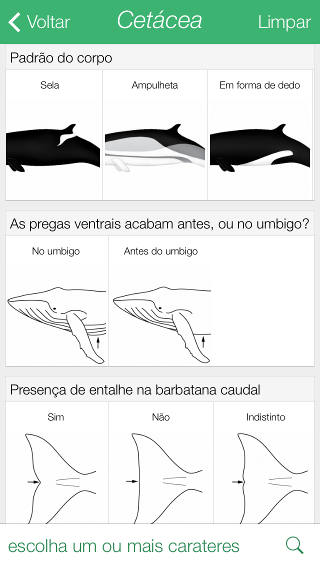 Voltar
Cetácea
Limpar
Padrão do corpo
Sela
Ampulheta
Em forma de dedo
As pregas ventrais acabam antes, ou no umbigo?
No umbigo
Antes do umbigo
Presença de entalhe na barbatana caudal
Sim
Não
Indistinto
escolha um ou mais carateres